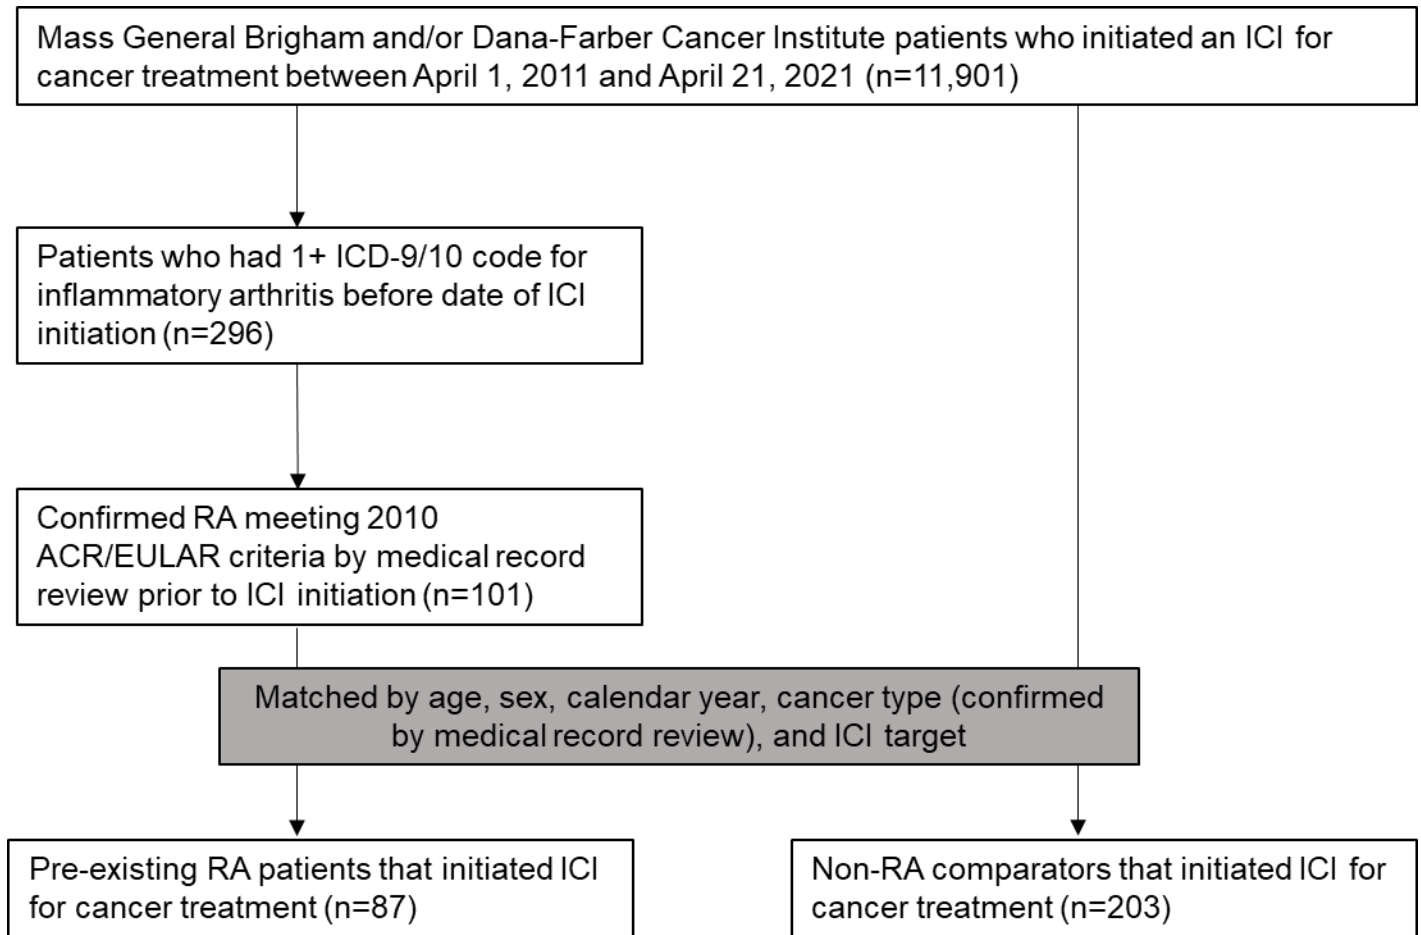 Mass General Brigham and/or Dana-Farber Cancer Institute patients who initiated an ICI for
cancer treatment between April 1, 2011 and April 21, 2021 (n=11,901)
Patients who had 1+ ICD-9/10 code for
inflammatory arthritis before date of ICI
initiation (n=296)
Confirmed RA meeting 2010
ACR/EULAR criteria by medical record
review prior to ICI initiation (n=101)
Matched by age, sex, calendar year, cancer type (confirmed
by medical record review), and ICI target
Pre-existing RA patients that initiated ICI
for cancer treatment (n=87)
Non-RA comparators that initiated ICI for
cancer treatment (n=203)